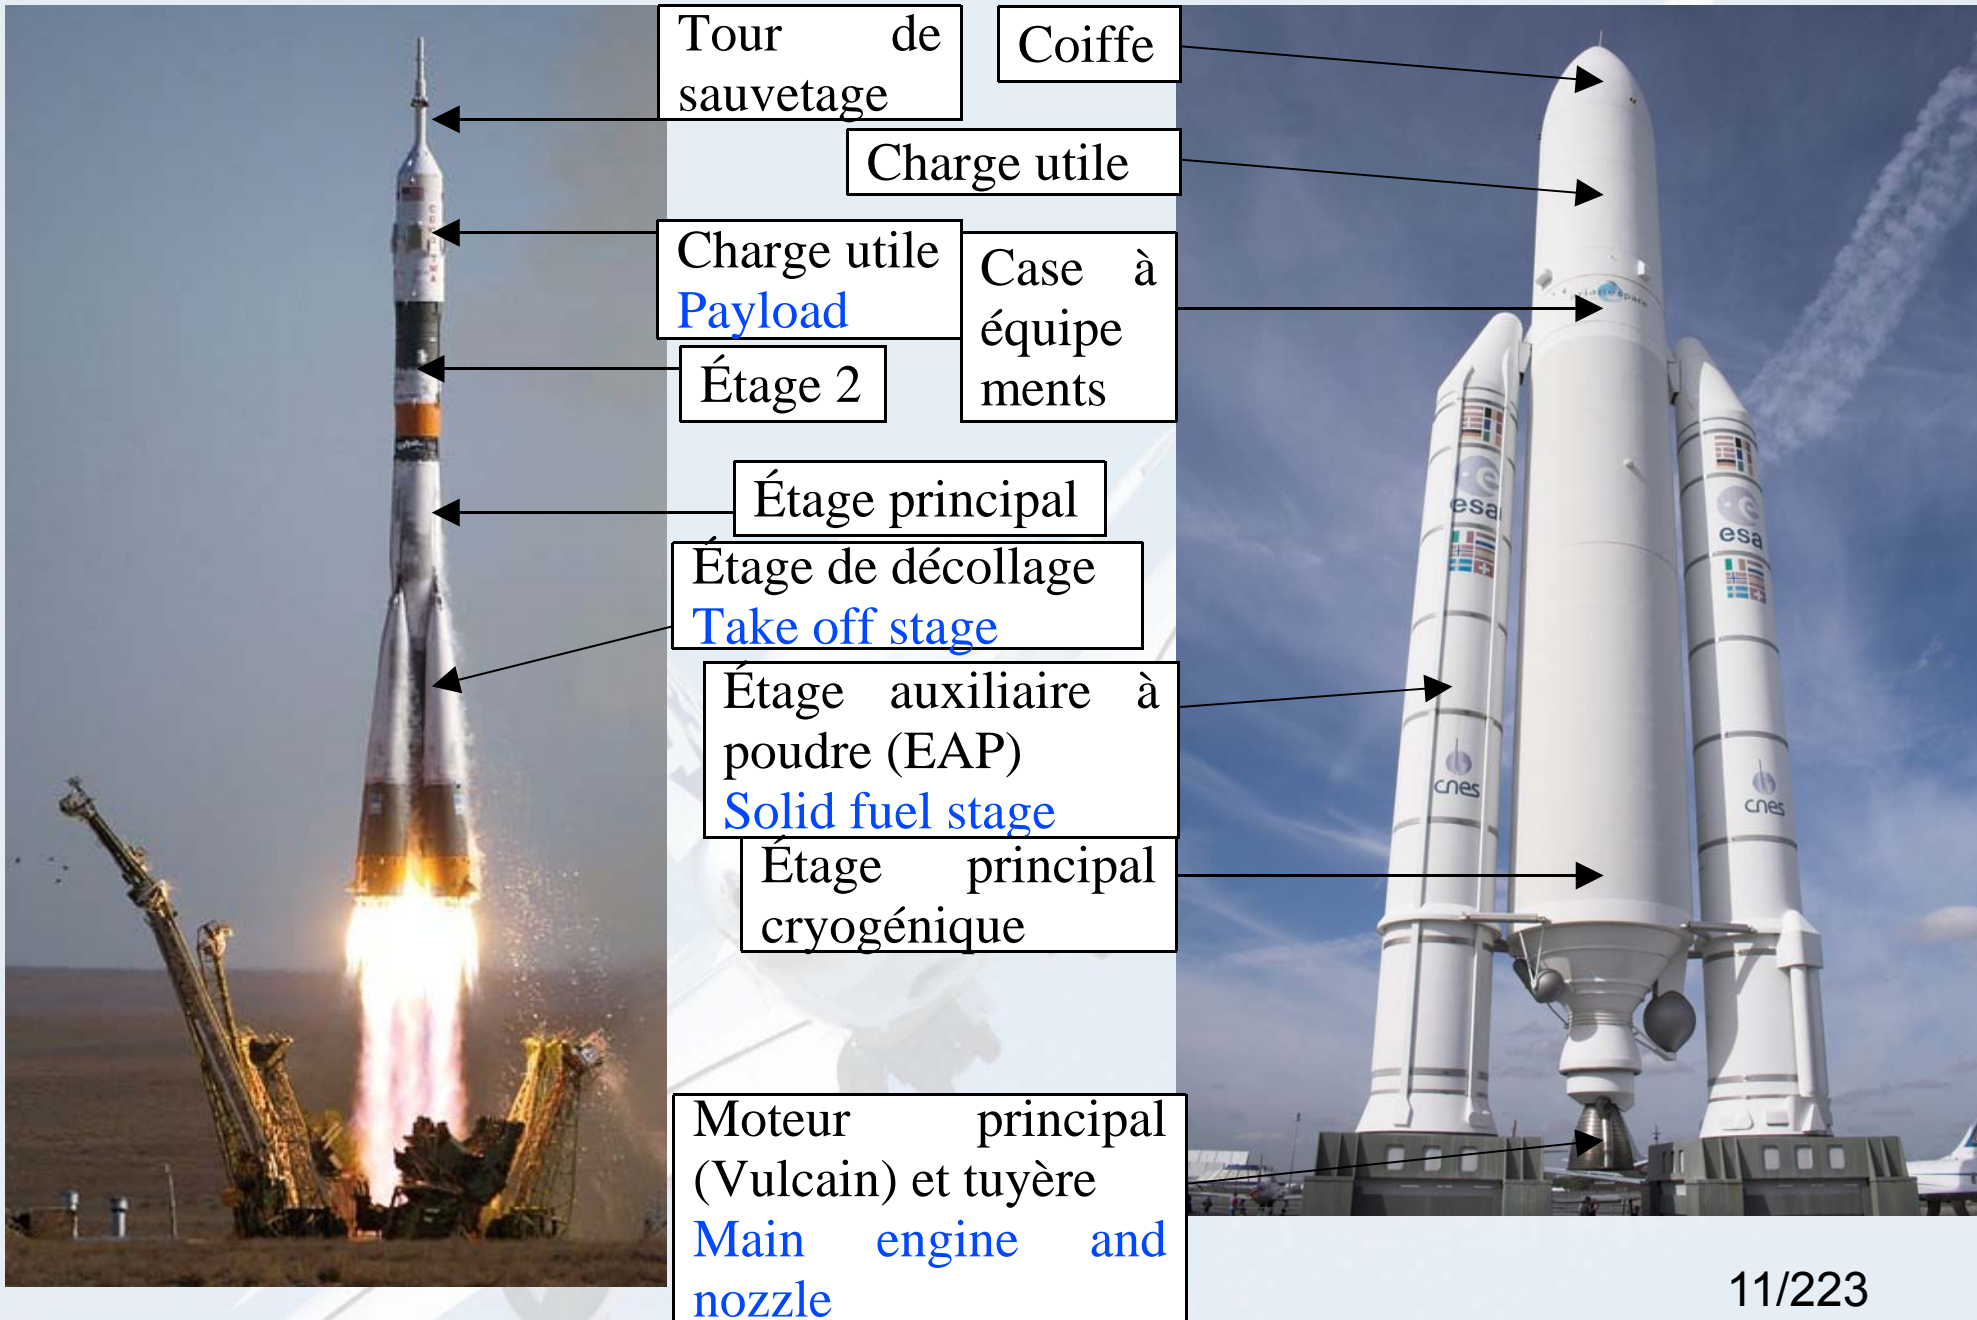 Tour de
sauvetage
Coiffe
Charge utile
Charge utile
Payload
Case à
équipe
ments
Étage 2
Étage principal
Étage de décollage
Take off stage
Étage auxiliaire à
poudre (EAP)
Solid fuel stage
Étage principal
cryogénique
Moteur principal
(Vulcain) et tuyère
Main engine and
nozzle
arianespace
esa
esa
cnes
cnes
11/223